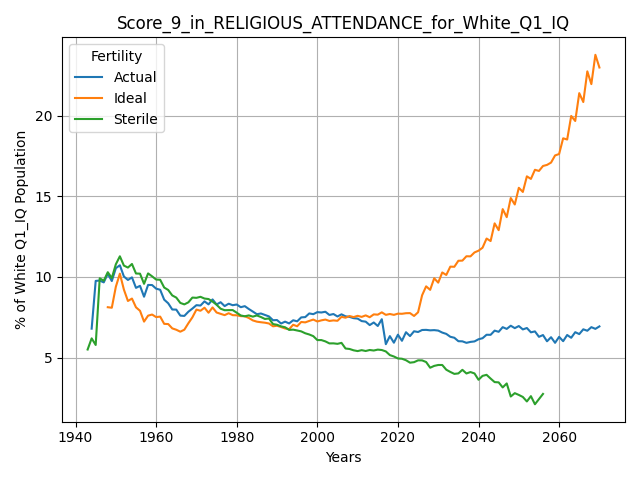 Score_9_in_RELIGIOUS_ATTENDANCE_for_White_Q1_IQ
Fertility
Actual
Ideal
Sterile
% of White Q1_IQ Population
20
15
10
5
1940
1960
1980
2000
2020
2040
2060
Years